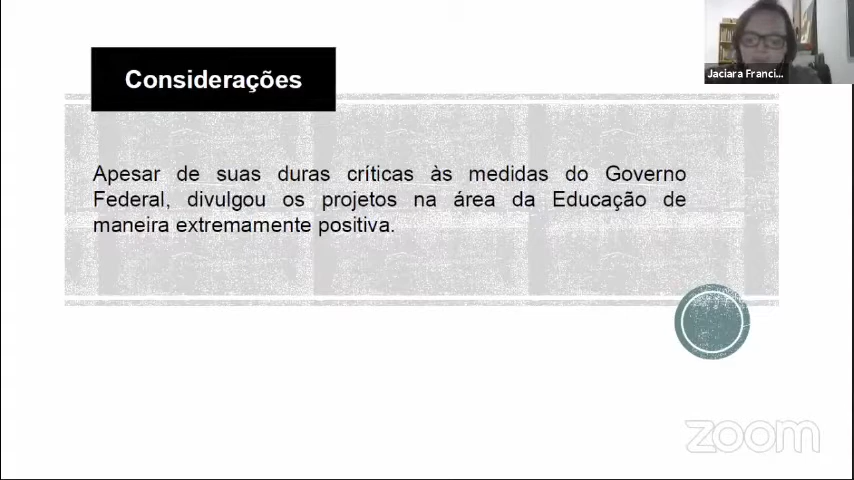 Considerações
Jaciara Franci...
Apesar de suas duras críticas às medidas do Governo
Federal, divulgou os projetos na área da Educação de
maneira extremamente positiva.
zoom